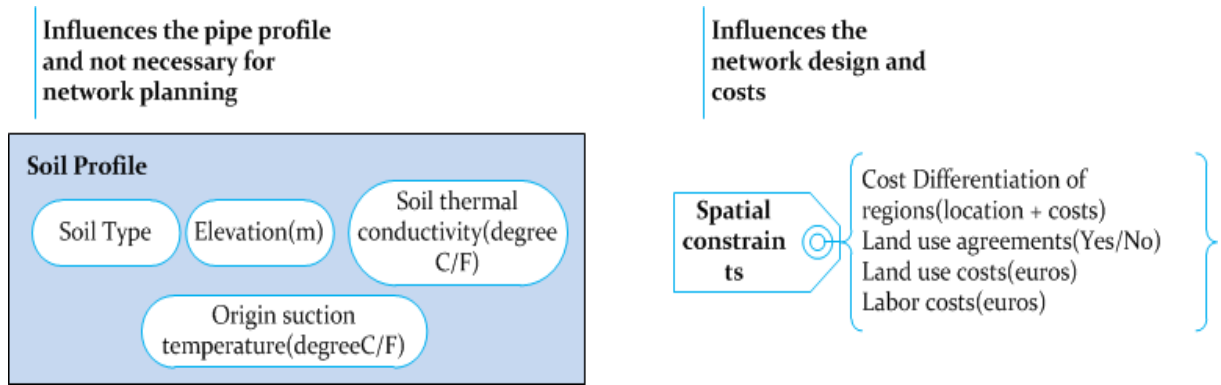 Influences the pipe profile
and not necessary for
network planning
Soil Profile
Soil Type
Elevation(m)
Soil thermal
conductivity(degree
C/F)
Origin suction
temperature(degreeC/F)
Influences the
network design and
costs
Spatial
constrain
ts
Cost Differentiation of
regions(location + costs)
Land use agreements(Yes/No)
Land use costs(euros)
Labor costs(euros)